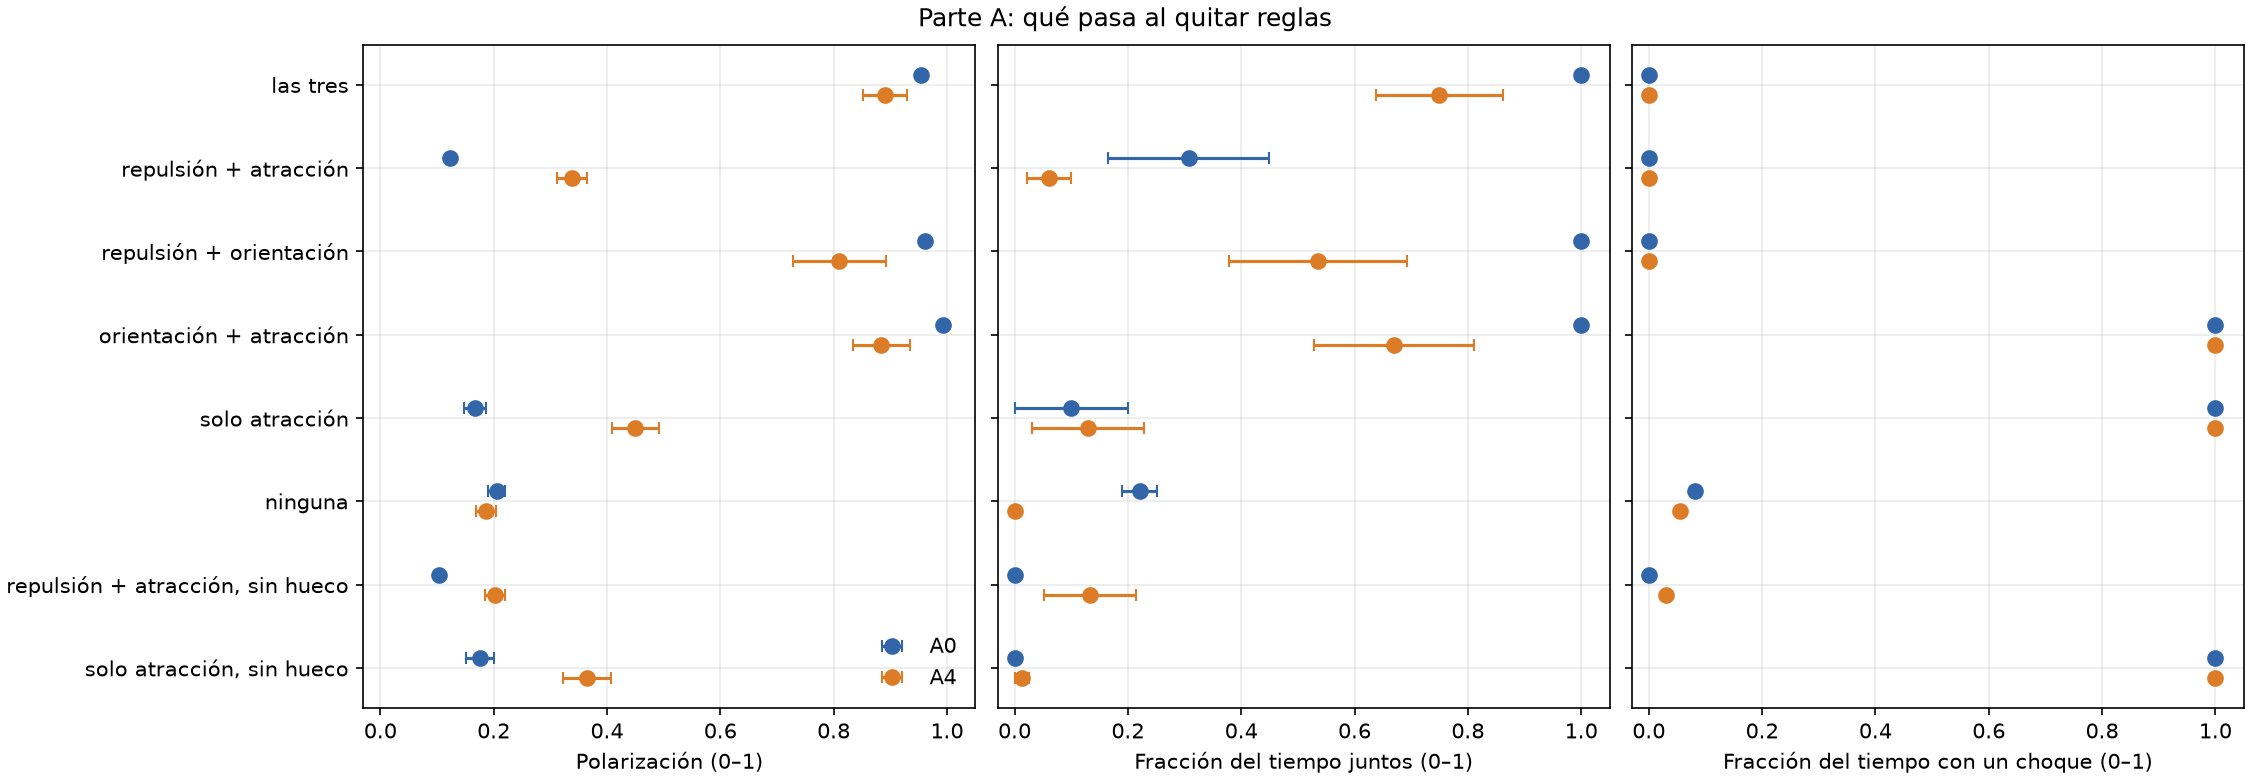 Parte A: qué pasa al quitar reglas
las tres
repulsión + atracción
repulsión + orientación
orientación + atracción
solo atracción
ninguna
repulsión + atracción, sin hueco
solo atracción, sin hueco
A0
A4
0.0 0.2 0.4 0.6 0.8 1.0
Polarización (0–1)
0.0 0.2 0.4 0.6 0.8 1.0
Fracción del tiempo juntos (0–1)
0.0 0.2 0.4 0.6 0.8 1.0
Fracción del tiempo con un choque (0–1)